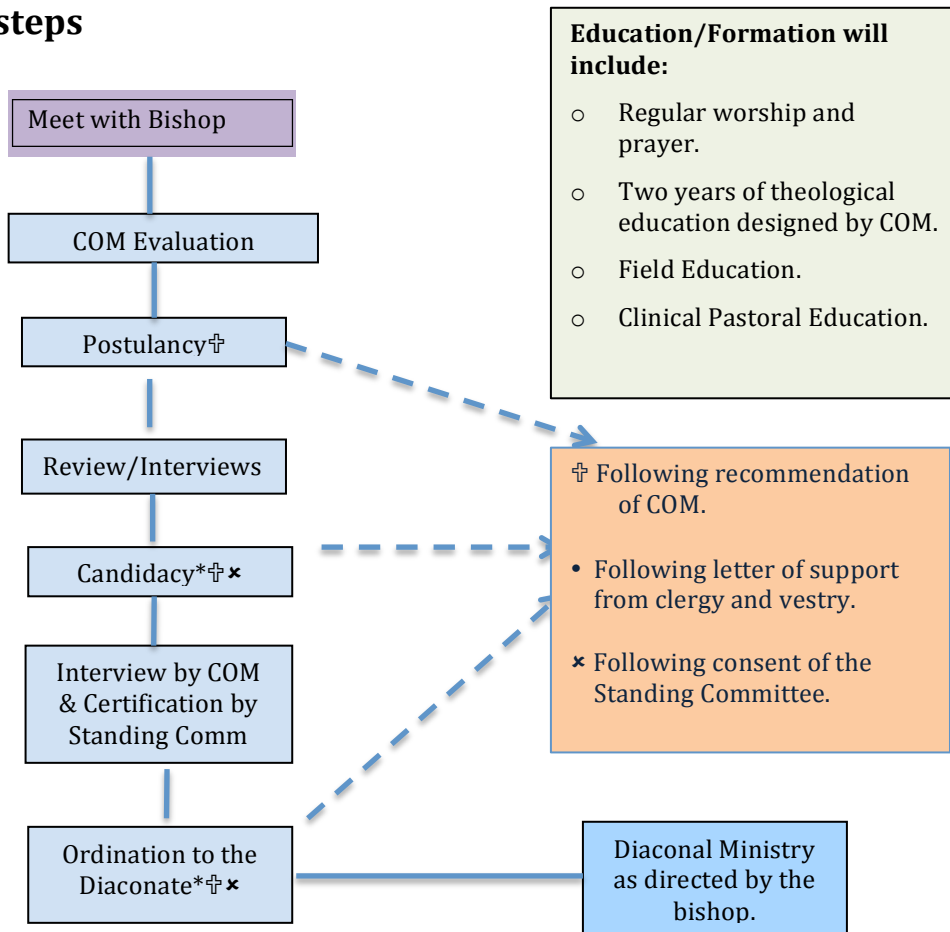 steps
Meet with Bishop
COM Evaluation
Postulancy✞
Review/Interviews
Candidacy*✞×
Interview by COM
& Certification by
Standing Comm
Ordination to the
Diaconate*✞×
Education/Formation will
include:
o Regular worship and
prayer.
o Two years of theological
education designed by COM.
o Field Education.
o Clinical Pastoral Education.
✞ Following recommendation
of COM.
• Following letter of support
from clergy and vestry.
× Following consent of the
Standing Committee.
Diaconal Ministry
as directed by the
bishop.